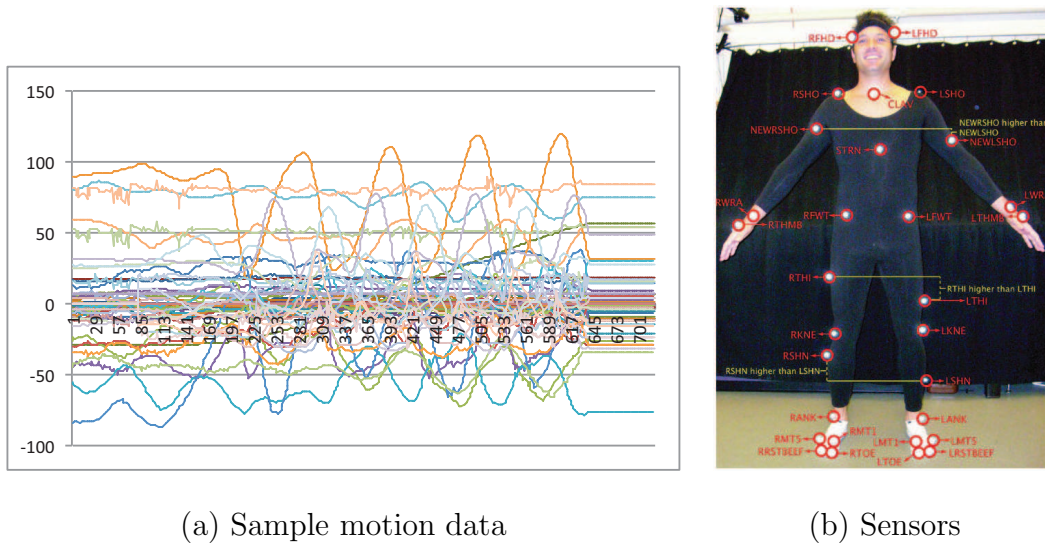 150
100
50
0
-50
-100
1 29 57 85 113 141 169 197 225 253 281 309 337 365 393 421 449 477 505 533 561 589 617 645 673 701
RFHD
LFHD
RSHO
CLAV
LSHO
NEWRSHO
NEWRSHO higher than
NEWLSHO
NEWLSHO
STRN
RWRA
LWRA
RTHMB
RFWT
LFWT
LTHMB
RTHI
RTHI higher than LTHI
LTHI
RKNE
LKNE
RSHN
RSHN higher than LSHN
LSHN
RANK
LANK
RMT1
RMT5
LMT1
LMT5
RRSTBEEF
RTOE
LTOE
LRSTBEEF
(a) Sample motion data
(b) Sensors